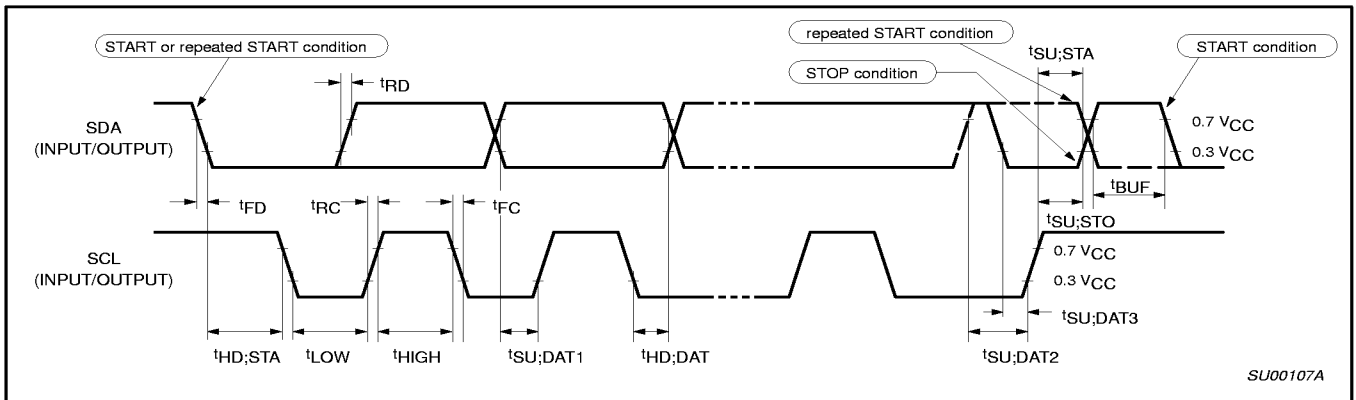 repeated START condition
START or repeated START condition
tSU;STA
START condition
STOP condition
tRD
SDA
(INPUT/OUTPUT)
0.7 VCC
0.3 VCC
tBUF
tFD
tRC
tFC
tSU;STO
SCL
(INPUT/OUTPUT)
0.7 VCC
0.3 VCC
tSU;DAT3
tHD;STA
tLOW
tHIGH
tSU;DAT1
tHD;DAT
tSU;DAT2
SU00107A